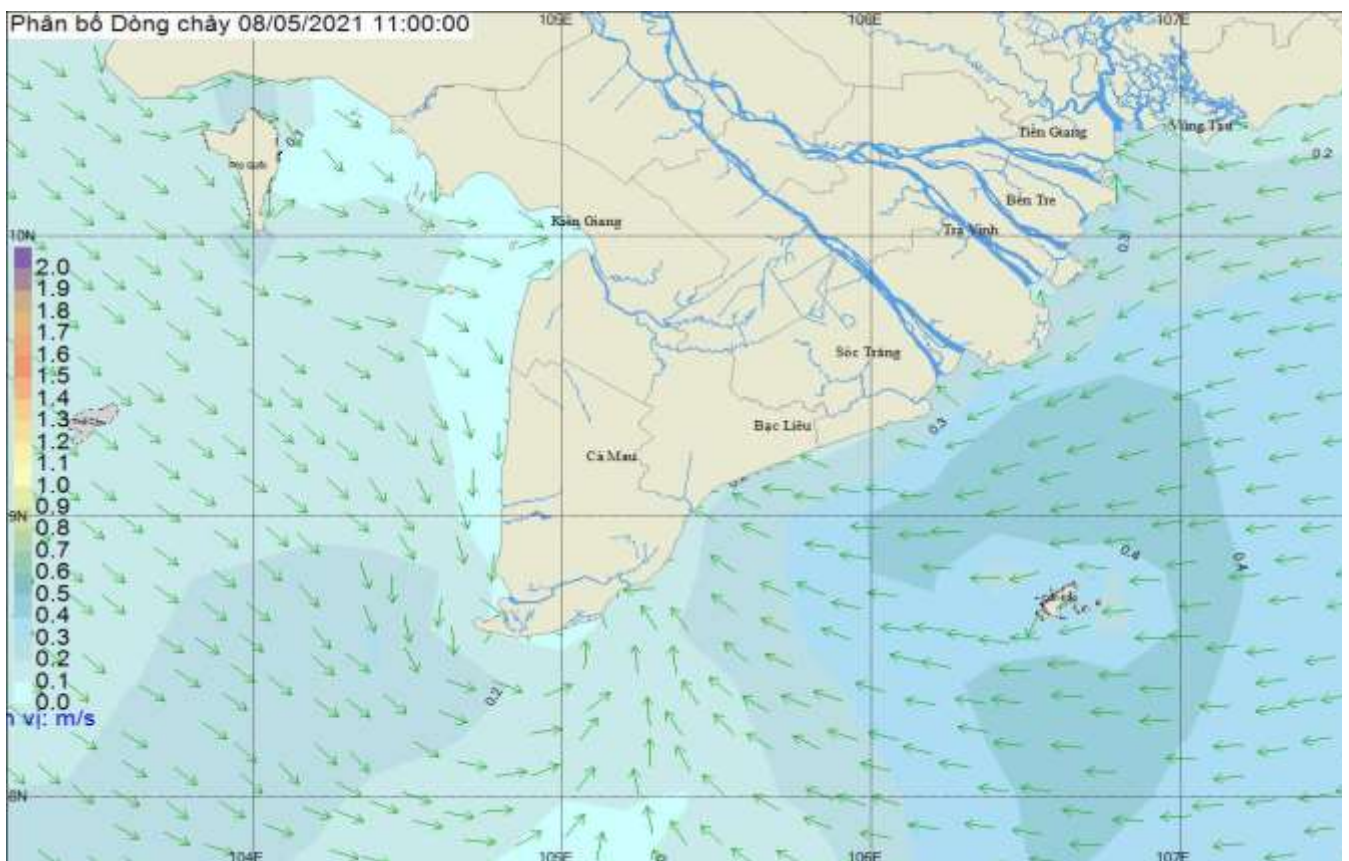 Phân bố Dòng chảy 08/05/2021 11:00:00
105E
106E
107E
Tiền Giang
Vũng Tàu
0.2
Bến Tre
Kiên Giang
Trà Vinh
10N
2.0
1.9
1.8
1.7
1.6
1.5
1.4
1.3
1.2
1.1
1.0
0.9
0.8
0.7
0.6
0.5
0.4
0.3
0.2
0.1
0.0
Sóc Trăng
Bạc Liêu
0.3
Cà Mau
9N
0.4
0.4
0.2
n vị: m/s
8N
104E
105E
106E
107E